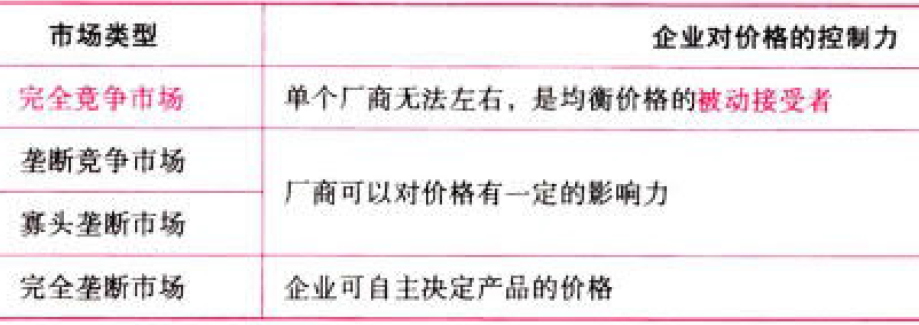 市场类型 企业对价格的控制力
完全竞争市场 单个厂商无法左右，是均衡价格的被动接受者
垄断竞争市场
厂商可以对价格有一定的影响力
寡头垄断市场
完全垄断市场 企业可自主决定产品的价格